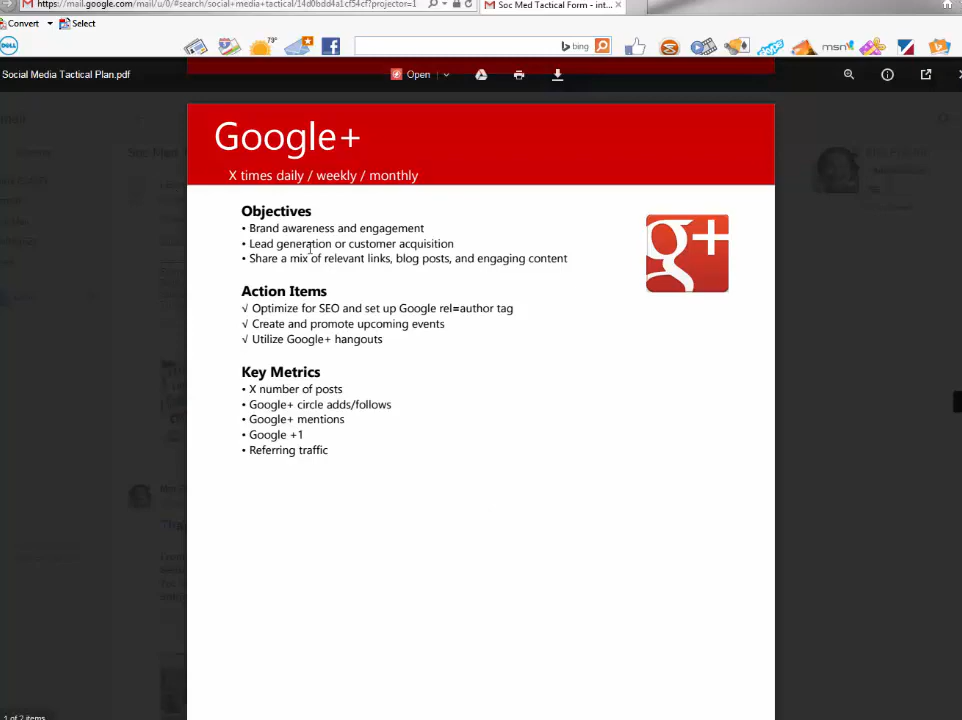 https://mail.google.com/mail/u/0/#search/social+media+tactical/14d0bdd4a1cf54cf?projector=1
Soc Med Tactical Form - int...
Convert
Select
DELL
79°
bing
msn
Social Media Tactical Plan.pdf
Open
Google+
X times daily / weekly / monthly
Objectives
• Brand awareness and engagement
• Lead generation or customer acquisition
• Share a mix of relevant links, blog posts, and engaging content
g+
Action Items
√ Optimize for SEO and set up Google rel=author tag
√ Create and promote upcoming events
√ Utilize Google+ hangouts
Key Metrics
• X number of posts
• Google+ circle adds/follows
• Google+ mentions
• Google +1
• Referring traffic
1 of 2 items